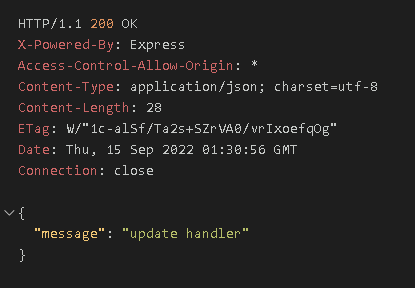 HTTP/1.1 200 OK
X-Powered-By: Express
Access-Control-Allow-Origin: *
Content-Type: application/json; charset=utf-8
Content-Length: 28
ETag: W/"1c-alSf/Ta2s+SZrVA0/vrIxoefqOg"
Date: Thu, 15 Sep 2022 01:30:56 GMT
Connection: close
{
"message": "update handler"
}